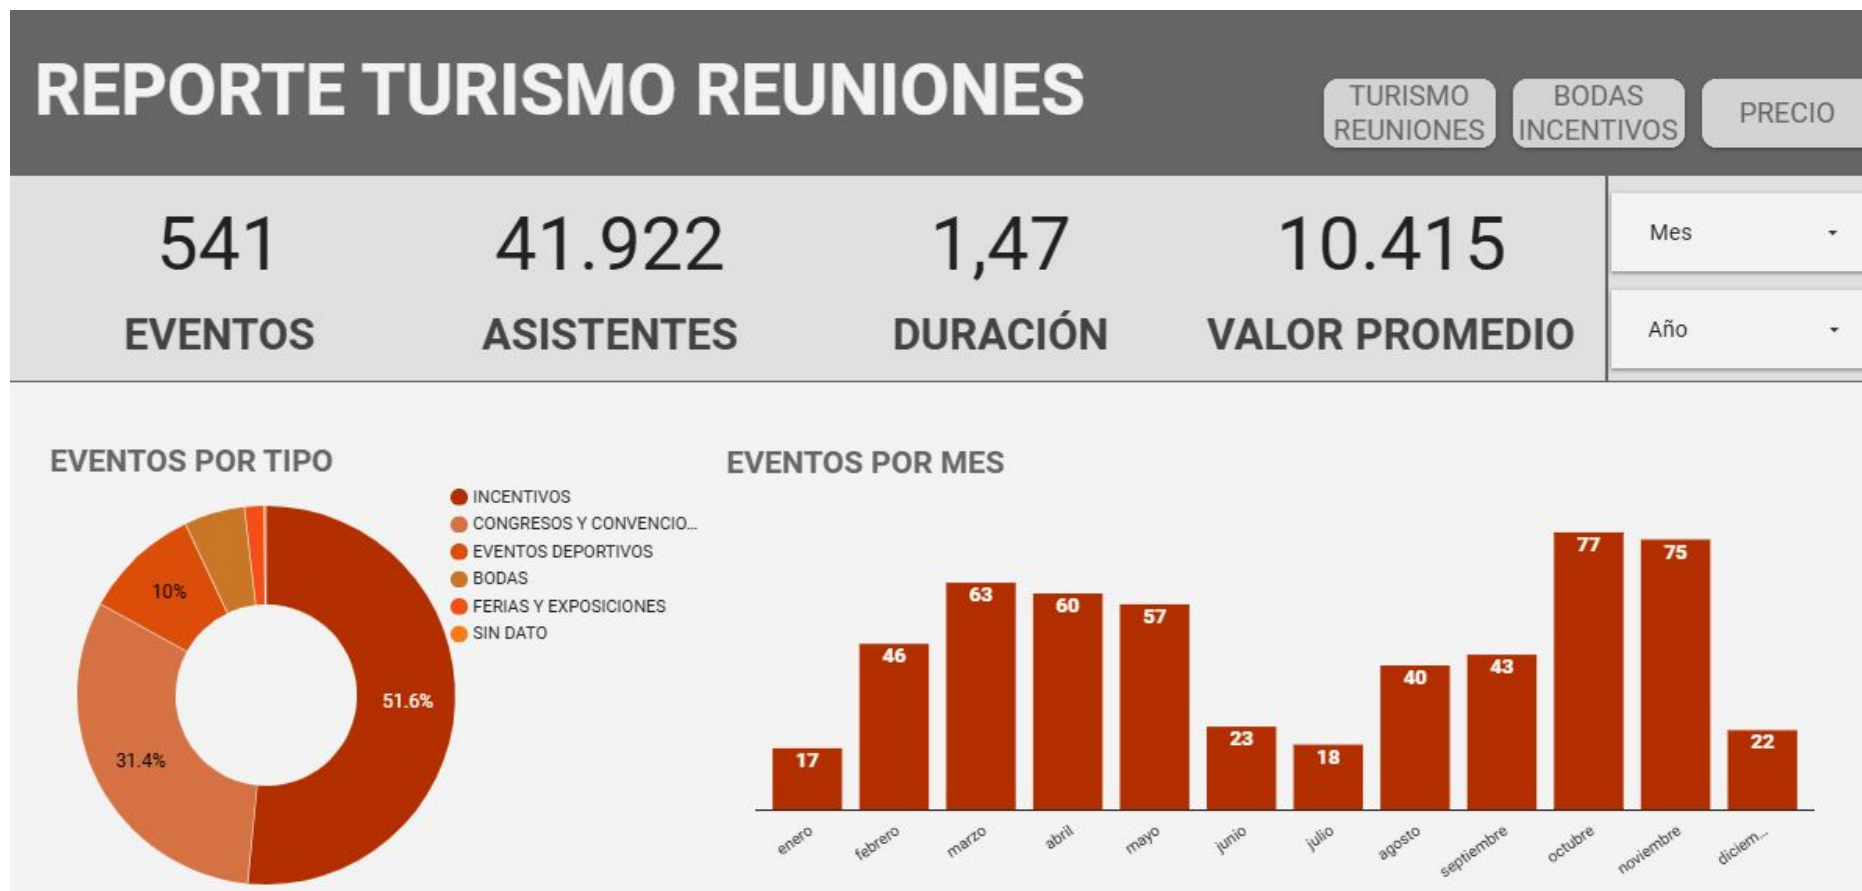 REPORTE TURISMO REUNIONES
TURISMO
REUNIONES
BODAS
INCENTIVOS
PRECIO
541
EVENTOS
41.922
ASISTENTES
1,47
DURACIÓN
10.415
VALOR PROMEDIO
Mes
Año
EVENTOS POR TIPO
INCENTIVOS
CONGRESOS Y CONVENCIO...
EVENTOS DEPORTIVOS
BODAS
FERIAS Y EXPOSICIONES
SIN DATO
10%
51.6%
31.4%
EVENTOS POR MES
17
46
63
60
57
23
18
40
43
77
75
22
enero
febrero
marzo
abril
mayo
junio
julio
agosto
septiembre
octubre
noviembre
diciem...